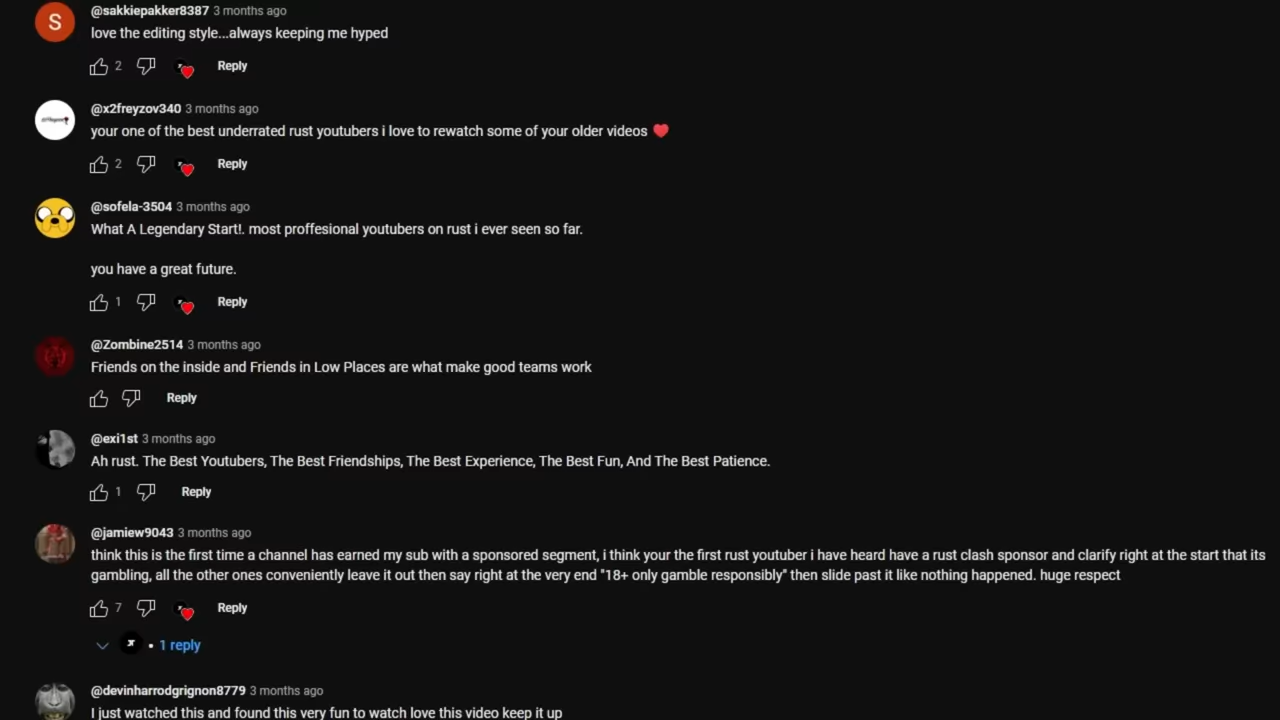 @sakkiepakker8387 3 months ago
love the editing style...always keeping me hyped
2 Reply
@x2freyzov340 3 months ago
your one of the best underrated rust youtubers i love to rewatch some of your older videos ❤️
2 Reply
@sofela-3504 3 months ago
What A Legendary Start!. most proffesional youtubers on rust i ever seen so far.
you have a great future.
1 Reply
@Zombine2514 3 months ago
Friends on the inside and Friends in Low Places are what make good teams work
Reply
@exi1st 3 months ago
Ah rust. The Best Youtubers, The Best Friendships, The Best Experience, The Best Fun, And The Best Patience.
1 Reply
@jamiew9043 3 months ago
think this is the first time a channel has earned my sub with a sponsored segment, i think your the first rust youtuber i have heard have a rust clash sponsor and clarify right at the start that its
gambling, all the other ones conveniently leave it out then say right at the very end "18+ only gamble responsibly" then slide past it like nothing happened. huge respect
7 Reply
• 1 reply
@devinharrodgrignon8779 3 months ago
I just watched this and found this very fun to watch love this video keep it up
S